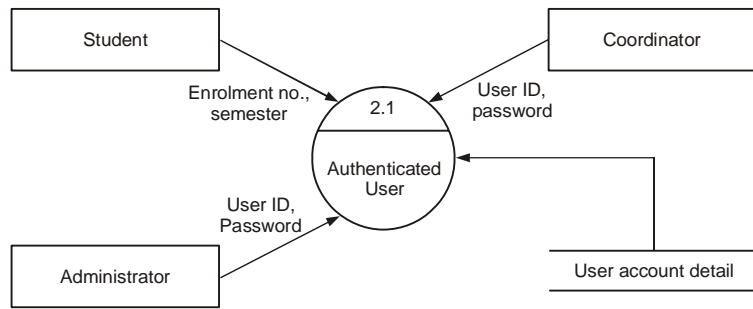 Student
Coordinator
Enrolment no.,
semester
2.1
User ID,
password
Authenticated
User
User ID,
Password
Administrator
User account detail